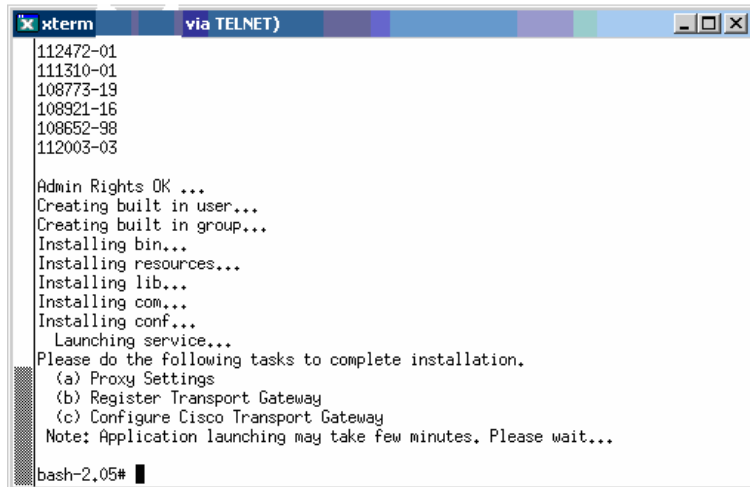 xterm via TELNET)
112472-01
111310-01
108773-19
108921-16
108652-98
112003-03
Admin Rights OK ...
Creating built in user...
Creating built in group...
Installing bin...
Installing resources...
Installing lib...
Installing com...
Installing conf...
Launching service...
Please do the following tasks to complete installation.
(a) Proxy Settings
(b) Register Transport Gateway
(c) Configure Cisco Transport Gateway
Note: Application launching may take few minutes. Please wait...
bash-2.05#